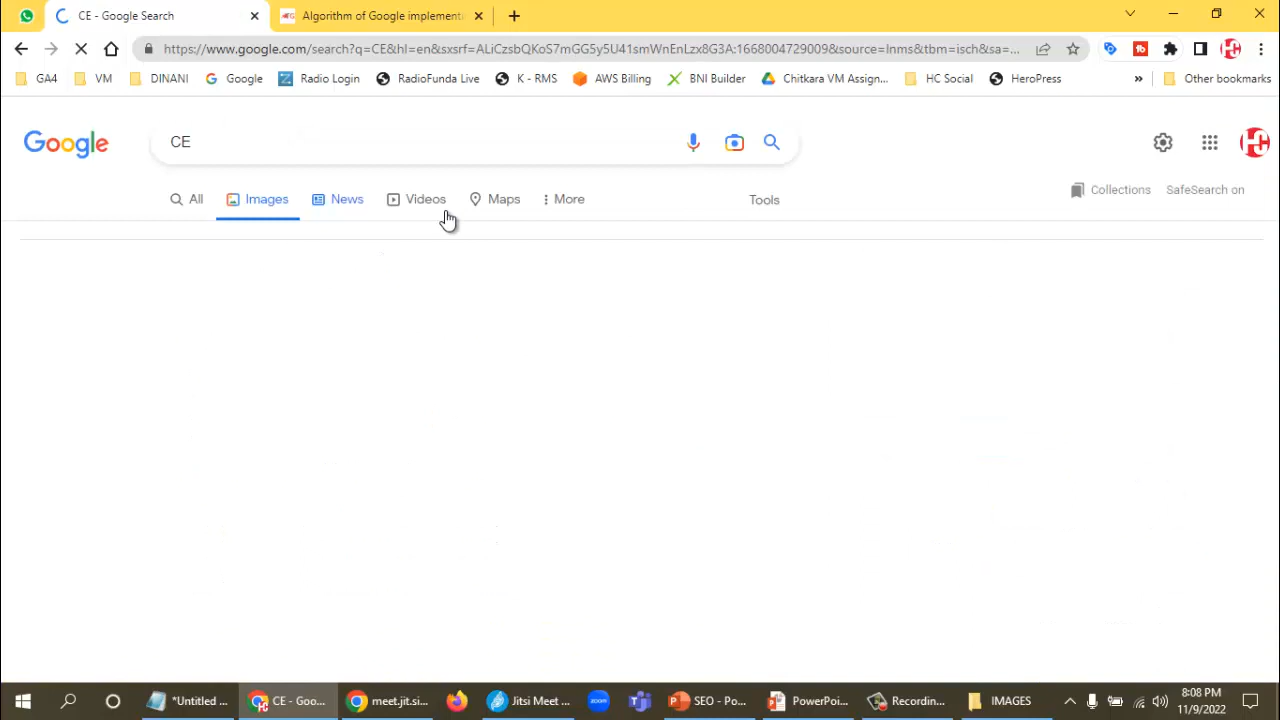 CE - Google Search
Algorithm of Google implementa
https://www.google.com/search?q=CE&hl=en&sxsrf=ALiCzsbQKoS7mGG5y5U41smWnEnLzx8G3A:1668004729009&source=lnms&tbm=isch&sa=...
GA4
VM
DINANI
Google
Radio Login
RadioFunda Live
K - RMS
AWS Billing
BNI Builder
Chitkara VM Assign...
HC Social
HeroPress
»
Other bookmarks
Google
CE
All
Images
News
Videos
Maps
More
Tools
Collections
SafeSearch on
*Untitled ...
CE - Goo...
meet.jit.si...
Jitsi Meet ...
zoom
SEO - Po...
PowerPoi...
Recordin...
IMAGES
8:08 PM
11/9/2022